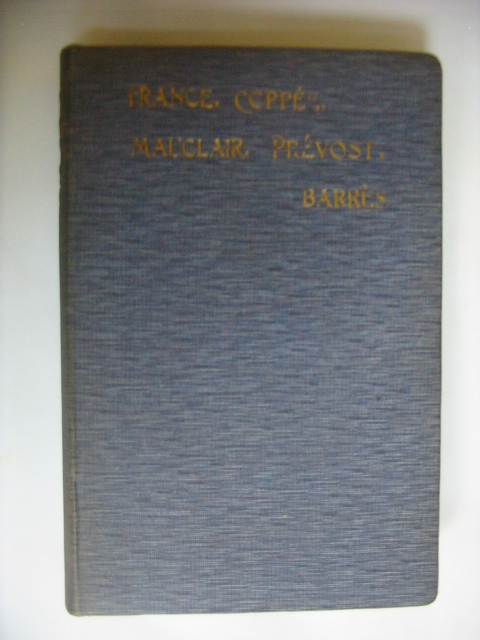 FRANCE, COPPÉE,
MAUCLAIR, PRÉVOST,
BARRÈS